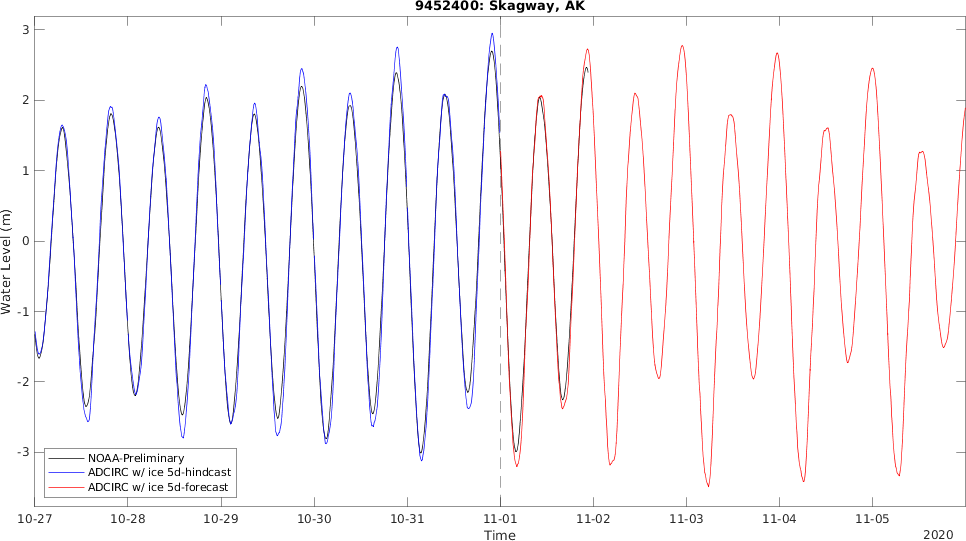 9452400: Skagway, AK
Water Level (m)
3
2
1
0
-1
-2
-3
NOAA-Preliminary
ADCIRC w/ ice 5d-hindcast
ADCIRC w/ ice 5d-forecast
10-27 10-28 10-29 10-30 10-31 11-01 11-02 11-03 11-04 11-05
Time
2020